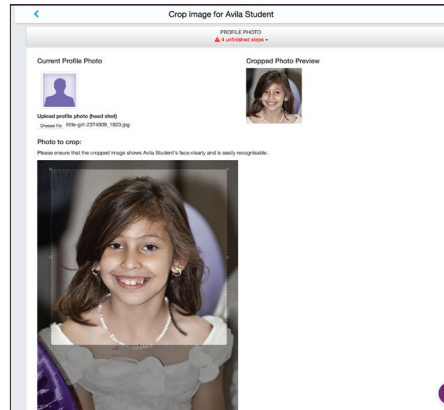 Crop image for Avila Student
PROFILE PHOTO
4 unfinished steps
Current Profile Photo
Cropped Photo Preview
Upload profile photo (head shot)
Choose File little-girl-2374908_1920.jpg
Photo to crop:
Please ensure that the cropped image shows Avila Student's face clearly and is easily recognisable.